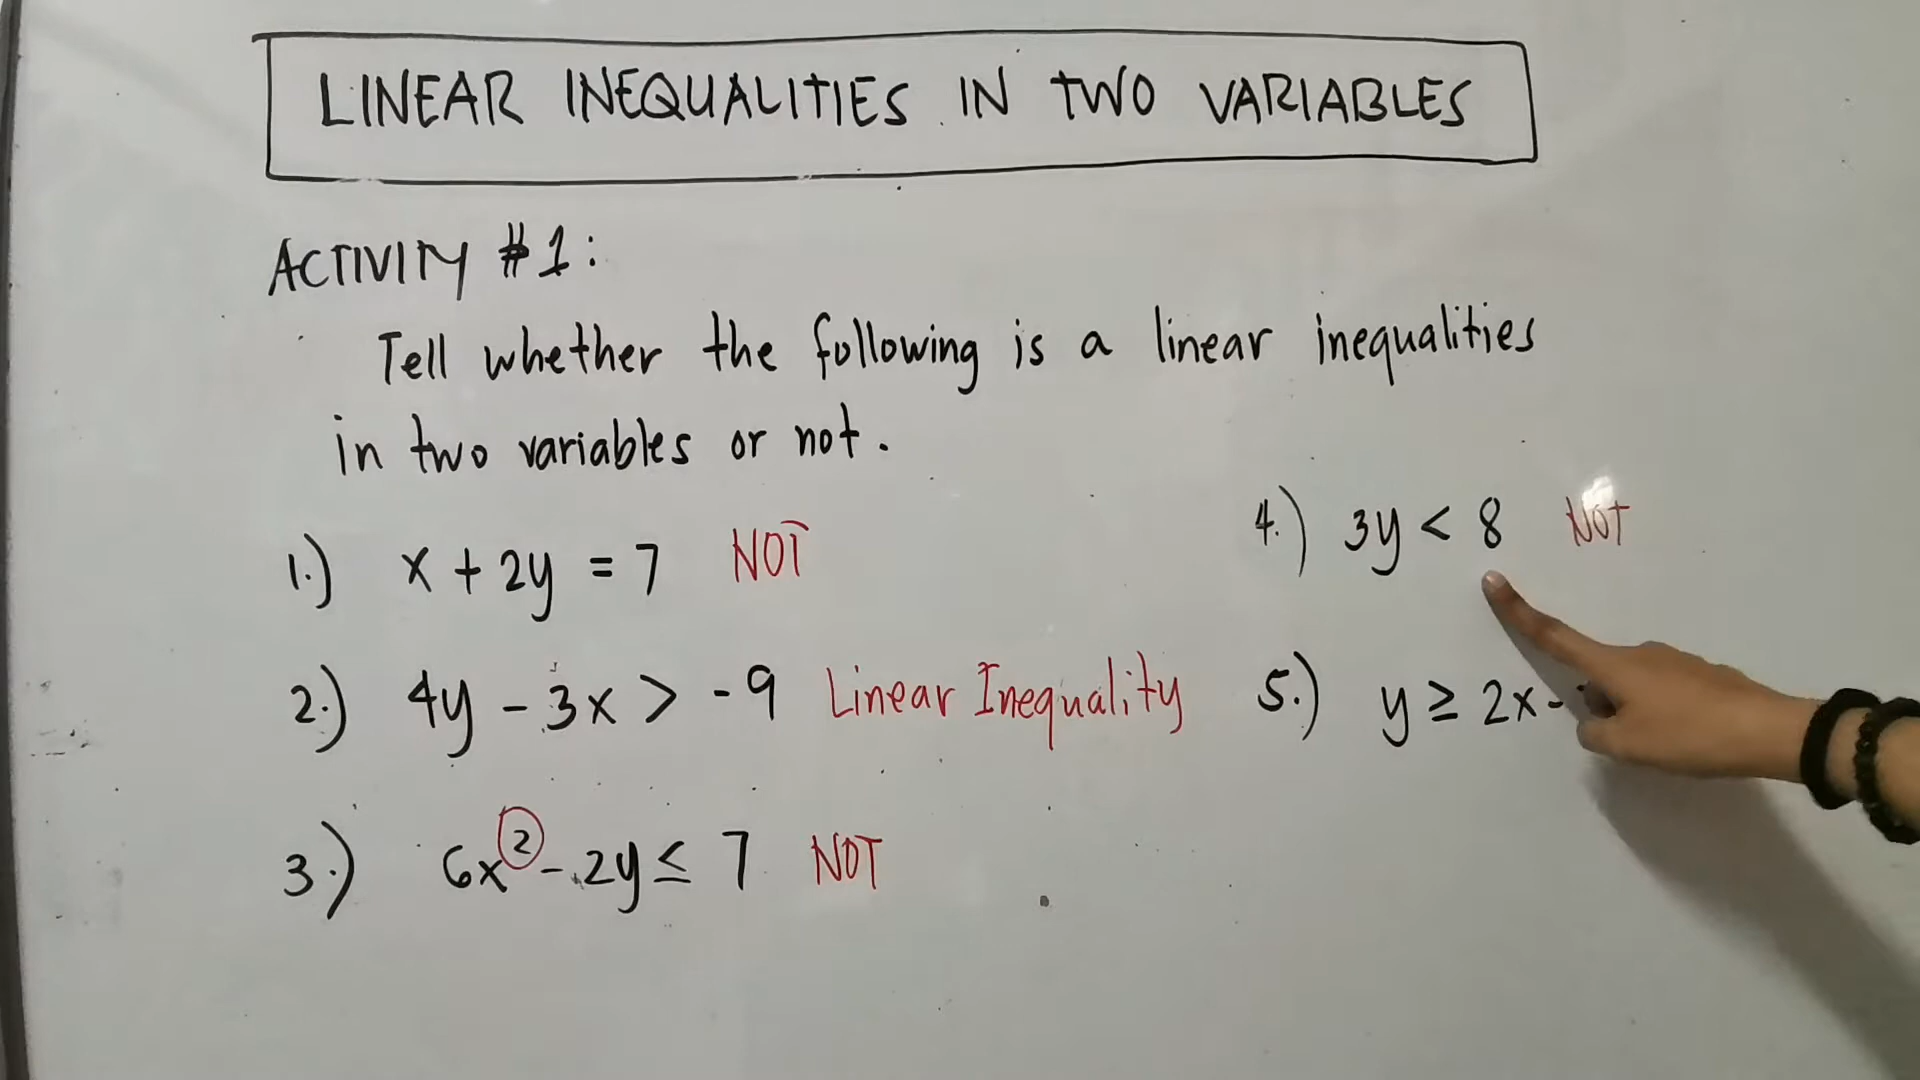 LINEAR INEQUALITIES IN TWO VARIABLES
ACTIVITY #1:
Tell whether the following is a linear inequalities
in two variables or not.
1.) x + 2y = 7 NOT
2.) 4y - 3x > -9 Linear Inequality
3.) 6x² - 2y ≤ 7 NOT
4.) 3y < 8 NOT
5.) y ≥ 2x -